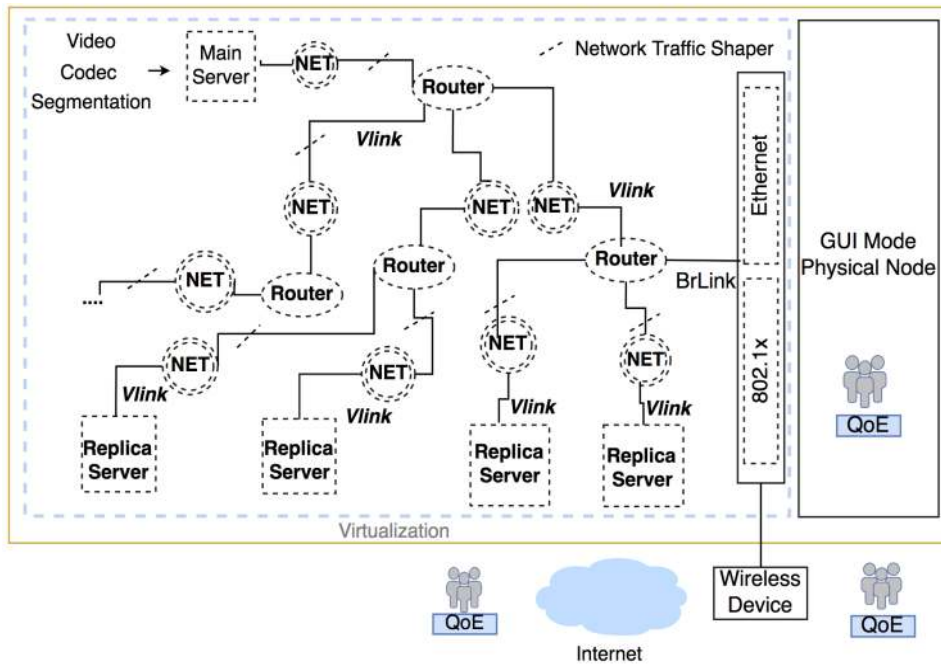 Video
Codec
Segmentation
Main
Server
NET
Network Traffic Shaper
Router
Vlink
Ethernet
NET
NET
NET
Vlink
GUI Mode
Physical Node
Router
Router
BrLink
NET
Router
....
802.1x
NET
NET
NET
NET
Vlink
Vlink
Vlink
Vlink
QoE
Replica
Server
Replica
Server
Replica
Server
Replica
Server
Virtualization
Wireless
Device
QoE
QoE
Internet